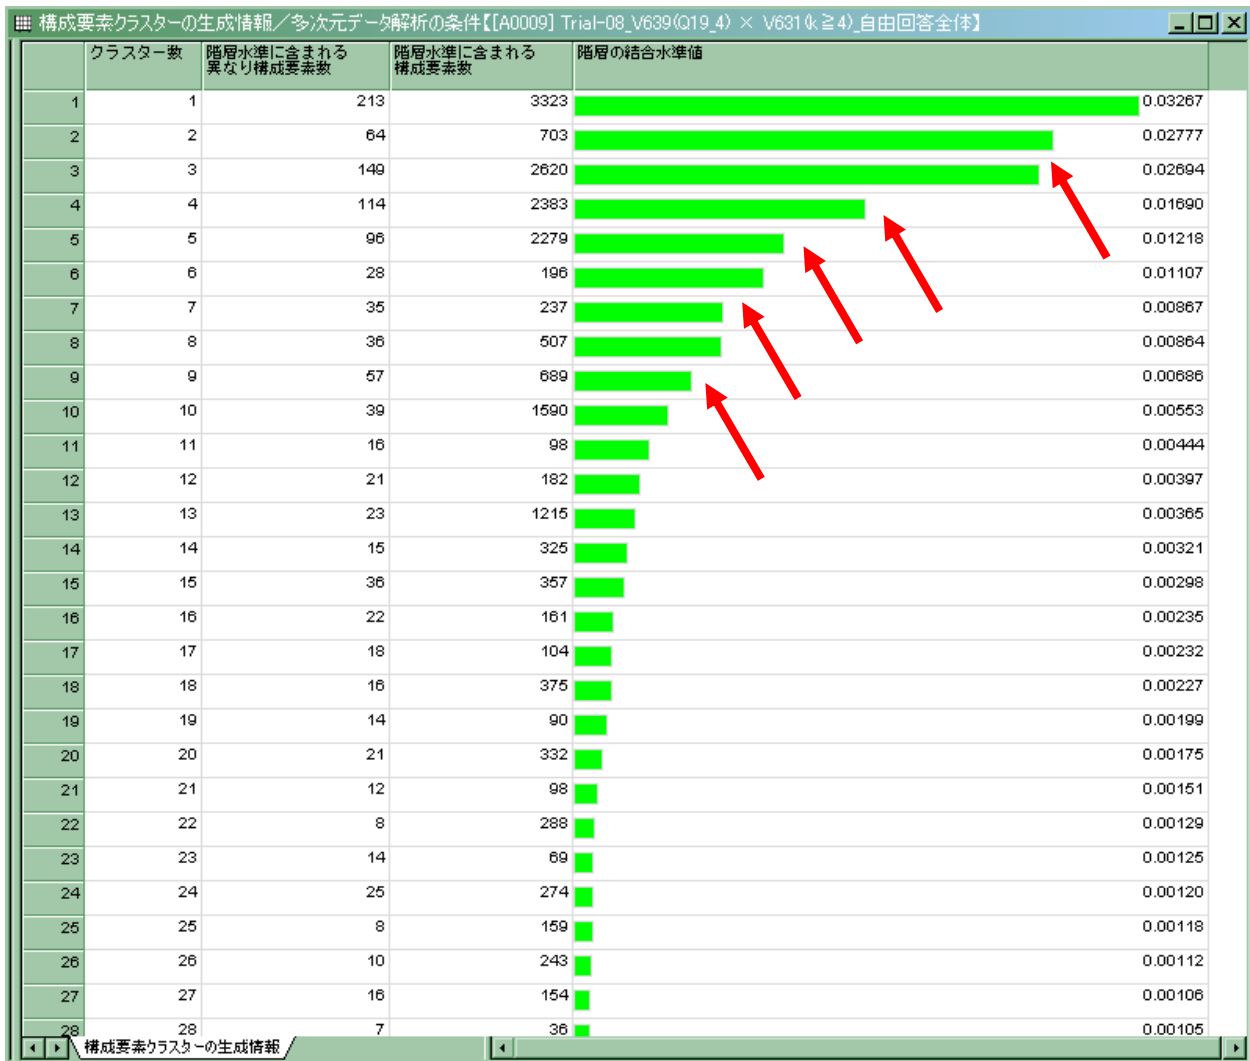 構成要素クラスターの生成情報／多次元データ解析の条件【[A0009] Trial-08_V639(Q19_4) × V631(k≧4)_自由回答全体】
クラスター数 階層水準に含まれる異なり構成要素数 階層水準に含まれる構成要素数 階層の結合水準値
1 1 213 3323 0.03267
2 2 64 703 0.02777
3 3 149 2620 0.02694
4 4 114 2383 0.01690
5 5 96 2279 0.01218
6 6 28 196 0.01107
7 7 35 237 0.00867
8 8 36 507 0.00864
9 9 57 689 0.00686
10 10 39 1590 0.00553
11 11 16 98 0.00444
12 12 21 182 0.00397
13 13 23 1215 0.00365
14 14 15 325 0.00321
15 15 36 357 0.00298
16 16 22 161 0.00235
17 17 18 104 0.00232
18 18 16 375 0.00227
19 19 14 90 0.00199
20 20 21 332 0.00175
21 21 12 98 0.00151
22 22 8 288 0.00129
23 23 14 69 0.00125
24 24 25 274 0.00120
25 25 8 159 0.00118
26 26 10 243 0.00112
27 27 16 154 0.00106
28 28 7 36 0.00105
構成要素クラスターの生成情報